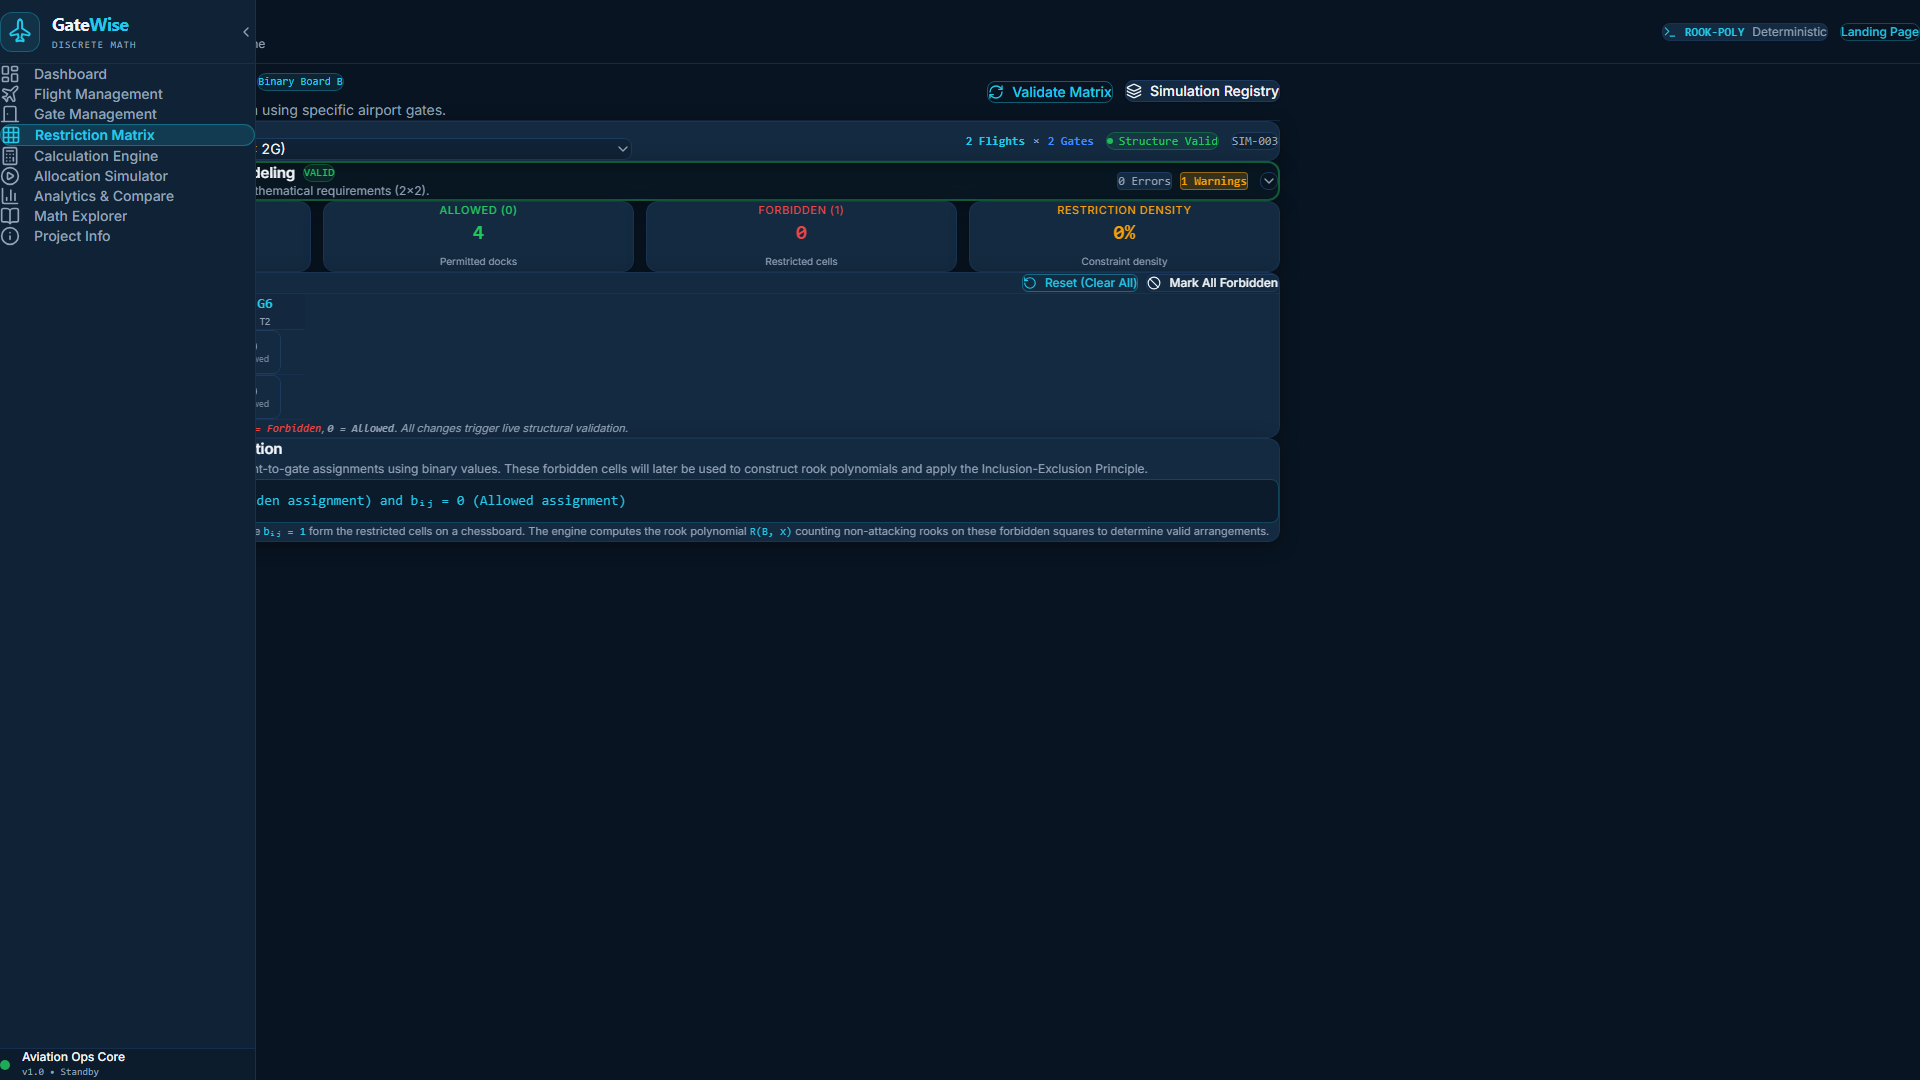 GateWise
DISCRETE MATH
Dashboard
Flight Management
Gate Management
Restriction Matrix
Calculation Engine
Allocation Simulator
Analytics & Compare
Math Explorer
Project Info
Aviation Ops Core
v1.0 • Standby
ROOK-POLY Deterministic
Landing Page
Binary Board B
using specific airport gates.
Validate Matrix
Simulation Registry
2G)
2 Flights × 2 Gates
Structure Valid
SIM-003
deling VALID
thematical requirements (2×2).
0 Errors
1 Warnings
ALLOWED (0)
4
Permitted docks
FORBIDDEN (1)
0
Restricted cells
RESTRICTION DENSITY
0%
Constraint density
Reset (Clear All)
Mark All Forbidden
G6
T2
wed
wed
= Forbidden, 0 = Allowed. All changes trigger live structural validation.
tion
nt-to-gate assignments using binary values. These forbidden cells will later be used to construct rook polynomials and apply the Inclusion-Exclusion Principle.
den assignment) and bᵢⱼ = 0 (Allowed assignment)
e bᵢⱼ = 1 form the restricted cells on a chessboard. The engine computes the rook polynomial R(B, x) counting non-attacking rooks on these forbidden squares to determine valid arrangements.